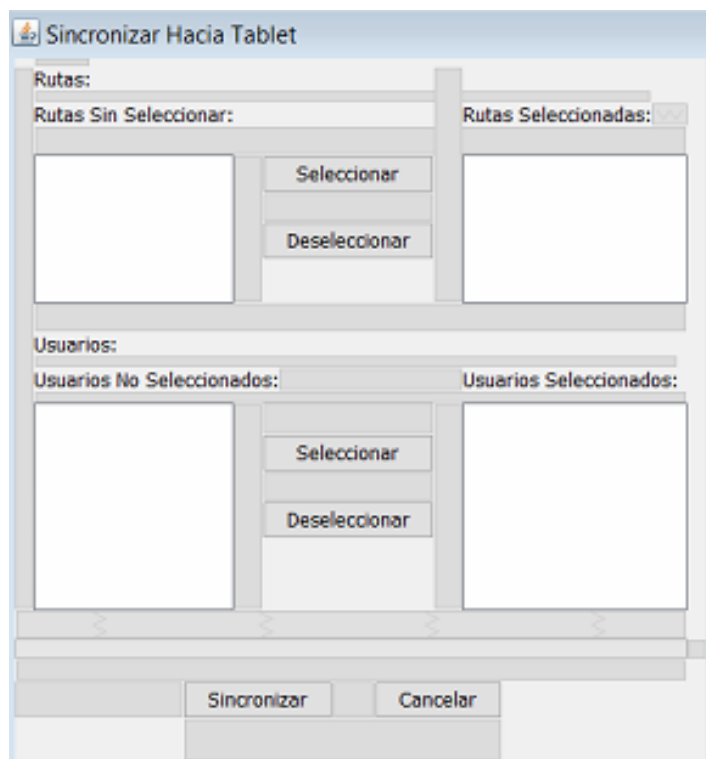 Sincronizar Hacia Tablet
Rutas:
Rutas Sin Seleccionar: Rutas Seleccionadas:
Seleccionar
Deseleccionar
Usuarios:
Usuarios No Seleccionados: Usuarios Seleccionados:
Seleccionar
Deseleccionar
Sincronizar Cancelar